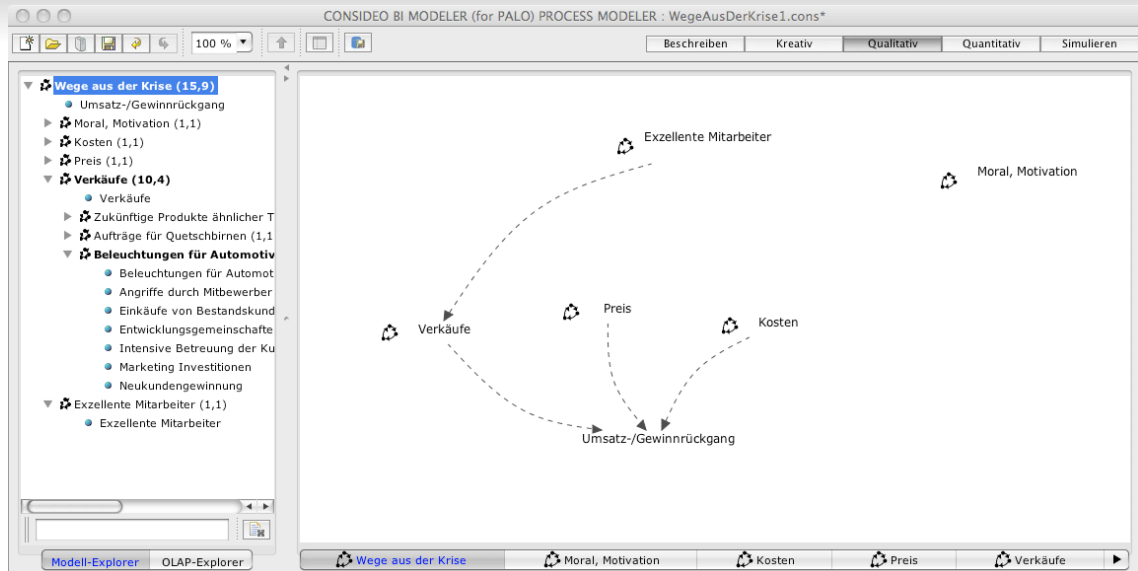 CONSIDEO BI MODELER (for PALO) PROCESS MODELER : WegeAusDerKrise1.cons*
100 %
Beschreiben Kreativ Qualitativ Quantitativ Simulieren
Wege aus der Krise (15,9)
Umsatz-/Gewinnrückgang
Moral, Motivation (1,1)
Kosten (1,1)
Preis (1,1)
Verkäufe (10,4)
Verkäufe
Zukünftige Produkte ähnlicher T
Aufträge für Quetschbirnen (1,1
Beleuchtungen für Automotiv
Beleuchtungen für Automot
Angriffe durch Mitbewerber
Einkäufe von Bestandskund
Entwicklungsgemeinschafte
Intensive Betreuung der Ku
Marketing Investitionen
Neukundengewinnung
Exzellente Mitarbeiter (1,1)
Exzellente Mitarbeiter
Exzellente Mitarbeiter
Moral, Motivation
Preis
Kosten
Verkäufe
Umsatz-/Gewinnrückgang
Modell-Explorer OLAP-Explorer
Wege aus der Krise Moral, Motivation Kosten Preis Verkäufe